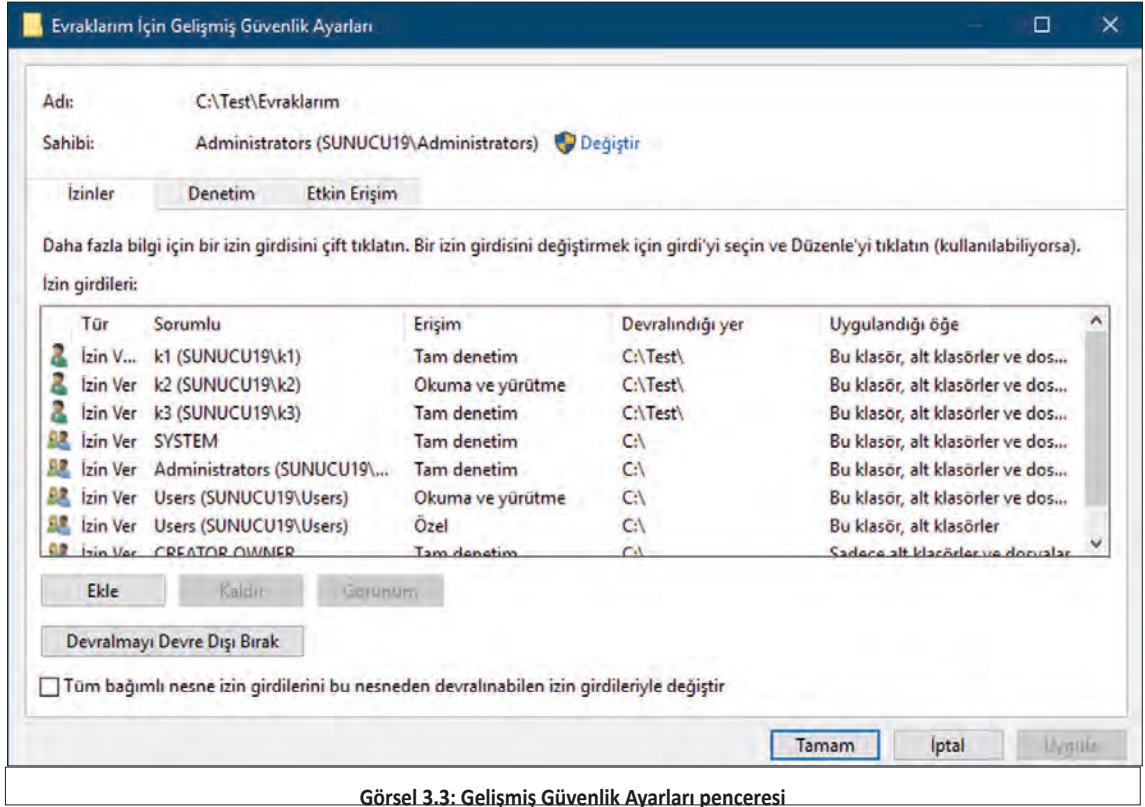 Evraklarım İçin Gelişmiş Güvenlik Ayarları
Adı: C:\Test\Evraklarım
Sahibi: Administrators (SUNUCU19\Administrators) Değiştir
İzinler Denetim Etkin Erişim
Daha fazla bilgi için bir izin girdisini çift tıklatın. Bir izin girdisini değiştirmek için girdi'yi seçin ve Düzenle'yi tıklatın (kullanılabiliyorsa).
İzin girdileri:
Tür Sorumlu Erişim Devralındığı yer Uygulandığı öğe
İzin V... k1 (SUNUCU19\k1) Tam denetim C:\Test\ Bu klasör, alt klasörler ve dos...
İzin Ver k2 (SUNUCU19\k2) Okuma ve yürütme C:\Test\ Bu klasör, alt klasörler ve dos...
İzin Ver k3 (SUNUCU19\k3) Tam denetim C:\Test\ Bu klasör, alt klasörler ve dos...
İzin Ver SYSTEM Tam denetim C:\ Bu klasör, alt klasörler ve dos...
İzin Ver Administrators (SUNUCU19\... Tam denetim C:\ Bu klasör, alt klasörler ve dos...
İzin Ver Users (SUNUCU19\Users) Okuma ve yürütme C:\ Bu klasör, alt klasörler ve dos...
İzin Ver Users (SUNUCU19\Users) Özel C:\ Bu klasör, alt klasörler
İzin Ver CREATOR OWNER Tam denetim C:\ Sadece alt klasörler ve dosyalar
Ekle Kaldır Görünüm
Devralmayı Devre Dışı Bırak
Tüm bağımlı nesne izin girdilerini bu nesneden devralınabilen izin girdileriyle değiştir
Tamam İptal Uygula
Görsel 3.3: Gelişmiş Güvenlik Ayarları penceresi